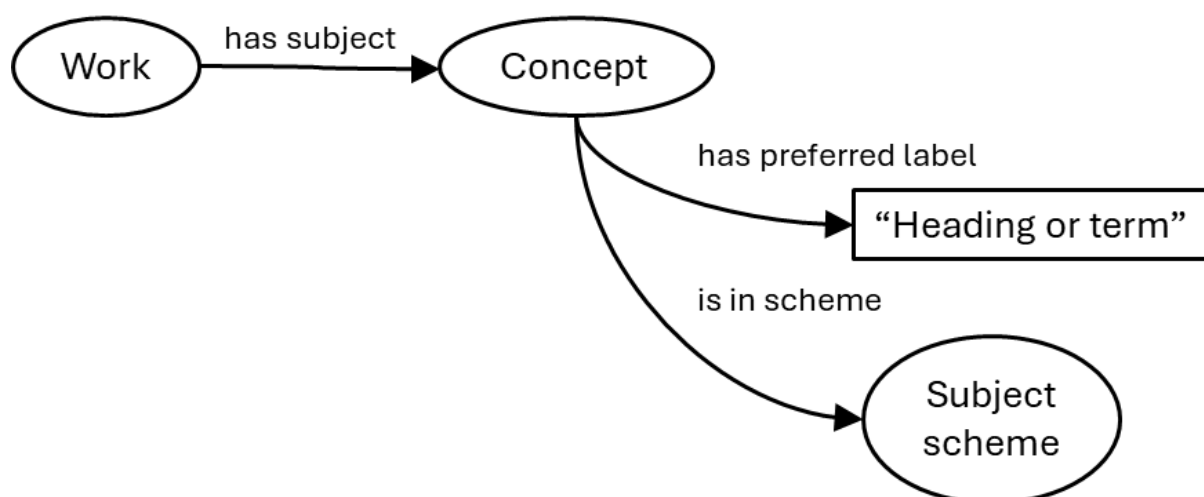 has subject
Work
Concept
has preferred label
“Heading or term”
is in scheme
Subject
scheme